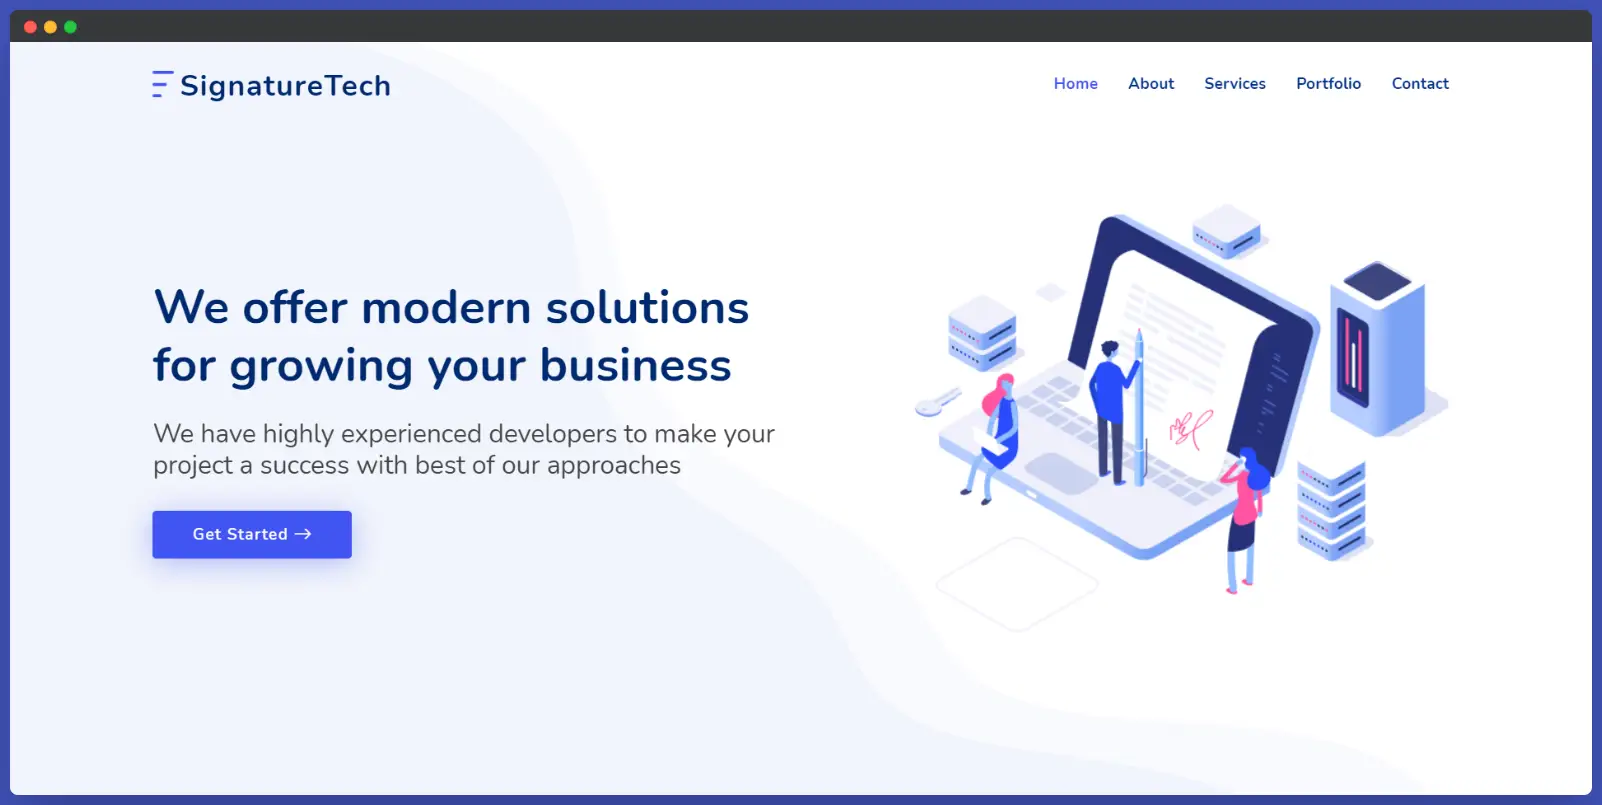 SignatureTech
Home About Services Portfolio Contact
We offer modern solutions
for growing your business
We have highly experienced developers to make your
project a success with best of our approaches
Get Started →